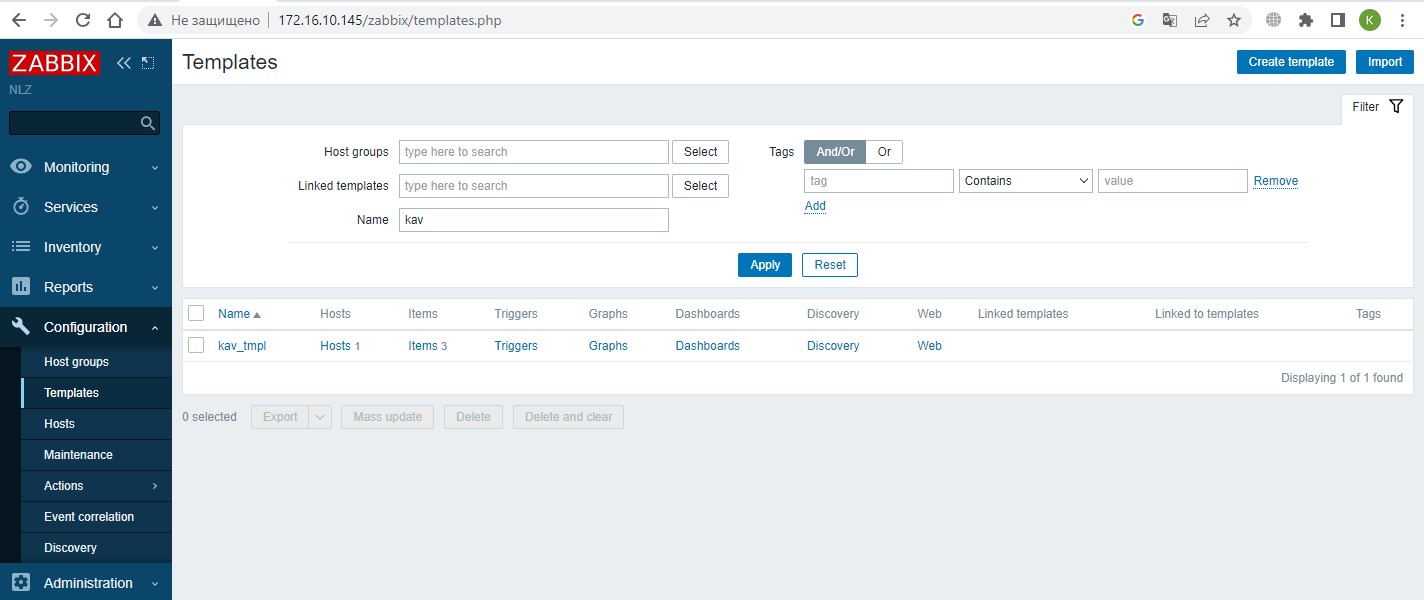 Не защищено 172.16.10.145/zabbix/templates.php K
ZABBIX
NLZ
Monitoring
Services
Inventory
Reports
Configuration
Host groups
Templates
Hosts
Maintenance
Actions
Event correlation
Discovery
Administration
Templates Create template Import
Filter
Host groups type here to search Select Tags And/Or Or
Linked templates type here to search Select tag Contains value Remove
Add
Name kav
Apply Reset
Name Hosts Items Triggers Graphs Dashboards Discovery Web Linked templates Linked to templates Tags
kav_tmpl Hosts 1 Items 3 Triggers Graphs Dashboards Discovery Web
Displaying 1 of 1 found
0 selected Export Mass update Delete Delete and clear